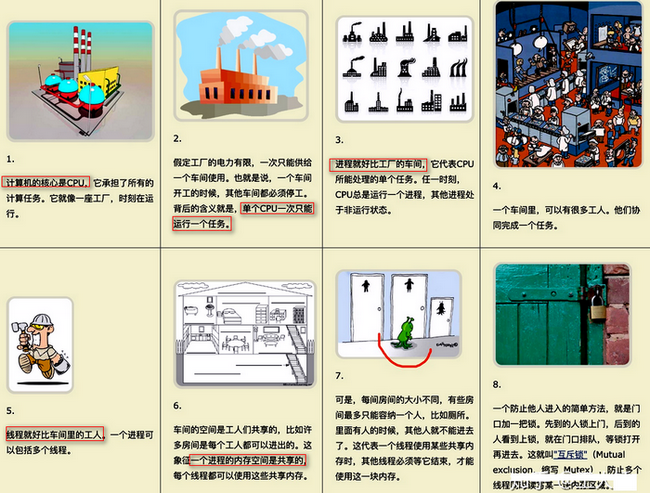 1.
计算机的核心是CPU，它承担了所有的
计算任务。它就像一座工厂，时刻在运
行。
2.
假定工厂的电力有限，一次只能供给
一个车间使用。也就是说，一个车间
开工的时候，其他车间都必须停工。
背后的含义就是，单个CPU一次只能
运行一个任务。
3.
进程就好比工厂的车间，它代表CPU
所能处理的单个任务。任一时刻，
CPU总是运行一个进程，其他进程处
于非运行状态。
4.
一个车间里，可以有很多工人。他们协
同完成一个任务。
5.
线程就好比车间里的工人。一个进程可
以包括多个线程。
6.
车间的空间是工人们共享的，比如许
多房间是每个工人都可以进出的。这
象征一个进程的内存空间是共享的，
每个线程都可以使用这些共享内存。
7.
可是，每间房间的大小不同，有些房
间最多只能容纳一个人，比如厕所。
里面有人的时候，其他人就不能进去
了。这代表一个线程使用某些共享内
存时，其他线程必须等它结束，才能
使用这一块内存。
8.
一个防止他人进入的简单方法，就是门
口加一把锁。先到的人锁上门，后到的
人看到上锁，就在门口排队，等锁打开
再进去。这就叫"互斥锁"（Mutual
exclusion，缩写 Mutex），防止多个
线程同时读写某一块内存区域。